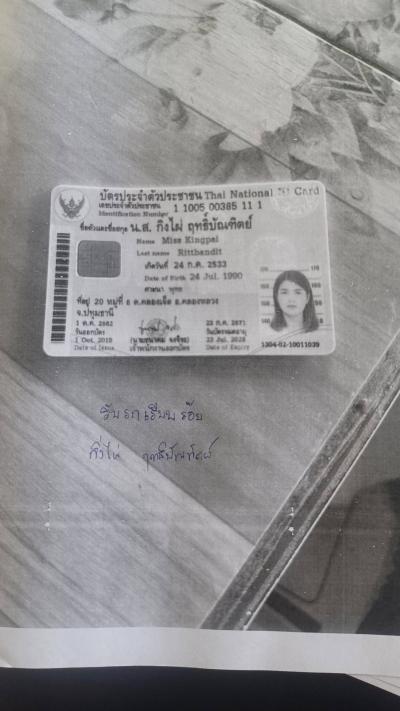 บัตรประจำตัวประชาชน Thai National ID Card
เลขประจำตัวประชาชน 1 1005 00385 11 1
Identification Number
ชื่อตัวและชื่อสกุล น.ส. กิ่งไผ่ ฤทธิ์บัณฑิตย์
Name Miss Kingpai
Last name Ritthandit
เกิดวันที่ 24 ก.ค. 2533
Date of Birth 24 Jul. 1990
ศาสนา พุทธ
ที่อยู่ 20 หมู่ที่ 6 ต.คลองเจ็ด อ.คลองหลวง
จ.ปทุมธานี
1 ต.ค. 2562
วันออกบัตร
1 Oct. 2019
Date of Issue
เจ้าพนักงานออกบัตร
23 ก.ค. 2571
วันบัตรหมดอายุ
23 Jul. 2028
Date of Expiry
1304-02-10011039
กิ่งไผ่ ฤทธิ์บัณฑิตย์